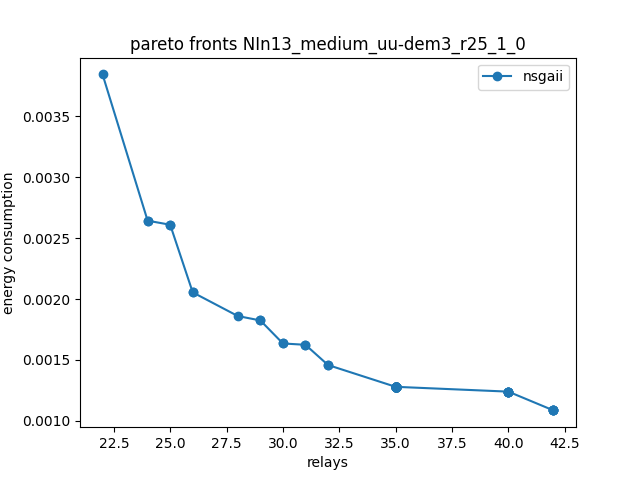 pareto fronts NIn13_medium_uu-dem3_r25_1_0
nsgaii
energy consumption
0.0035
0.0030
0.0025
0.0020
0.0015
0.0010
22.5 25.0 27.5 30.0 32.5 35.0 37.5 40.0 42.5
relays